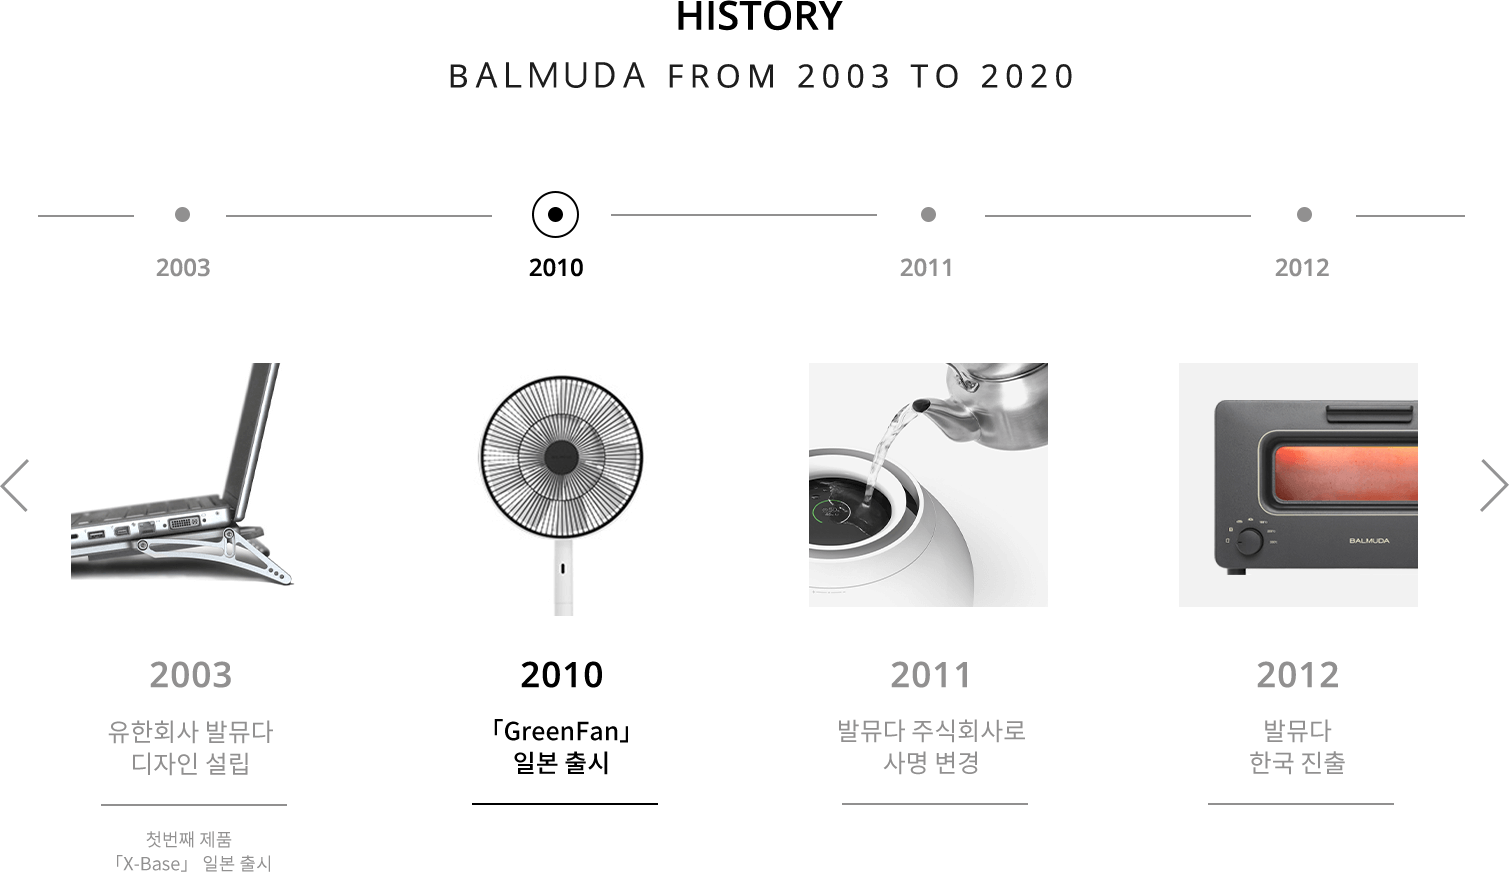 HISTORY
BALMUDA FROM 2003 TO 2020
2003
2010
2011
2012
BALMUDA
2003
유한회사 발뮤다
디자인 설립
첫번째 제품
「X-Base」 일본 출시
2010
「GreenFan」
일본 출시
2011
발뮤다 주식회사로
사명 변경
2012
발뮤다
한국 진출